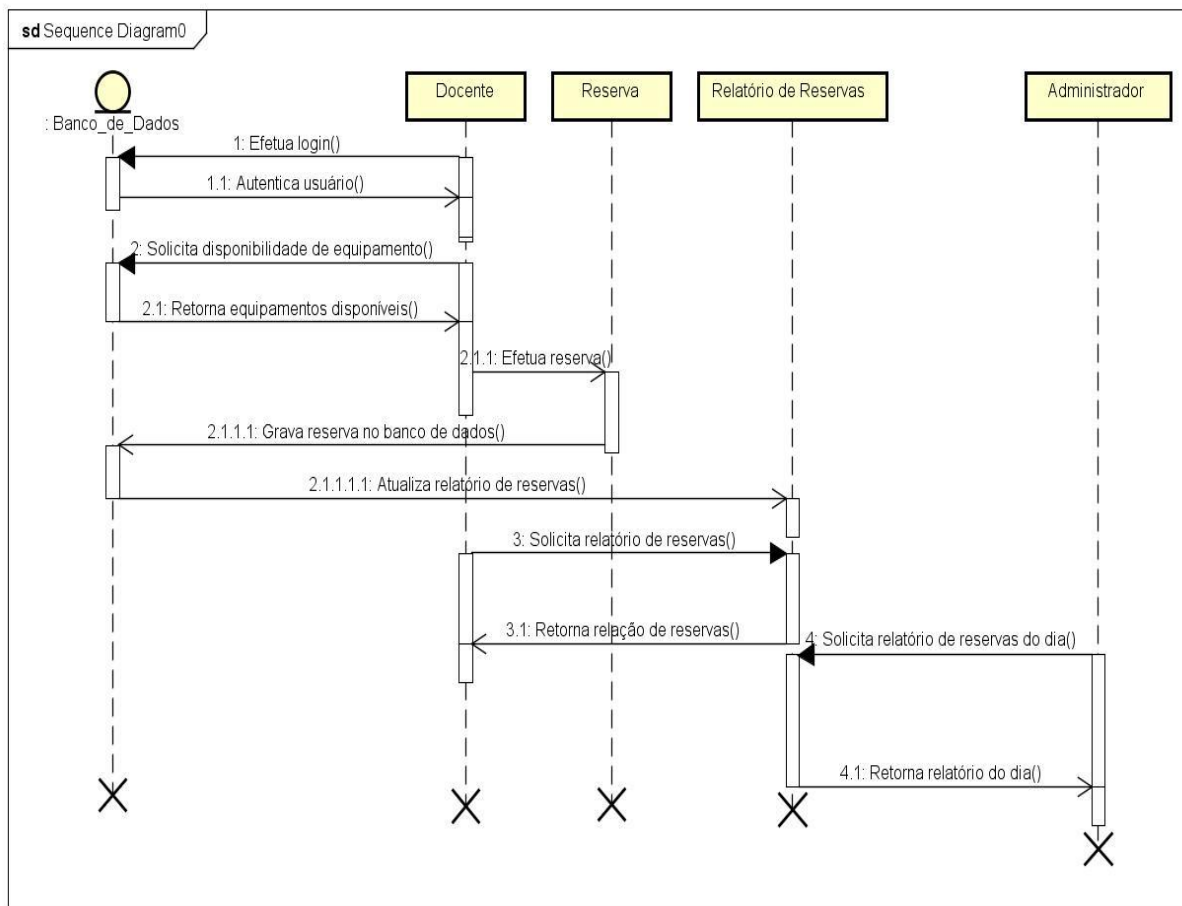 sd Sequence Diagram0
: Banco_de_Dados
Docente
Reserva
Relatório de Reservas
Administrador
1: Efetua login()
1.1: Autentica usuário()
2: Solicita disponibilidade de equipamento()
2.1: Retorna equipamentos disponíveis()
2.1.1: Efetua reserva()
2.1.1.1: Grava reserva no banco de dados()
2.1.1.1.1: Atualiza relatório de reservas()
3: Solicita relatório de reservas()
3.1: Retorna relação de reservas()
4: Solicita relatório de reservas do dia()
4.1: Retorna relatório do dia()